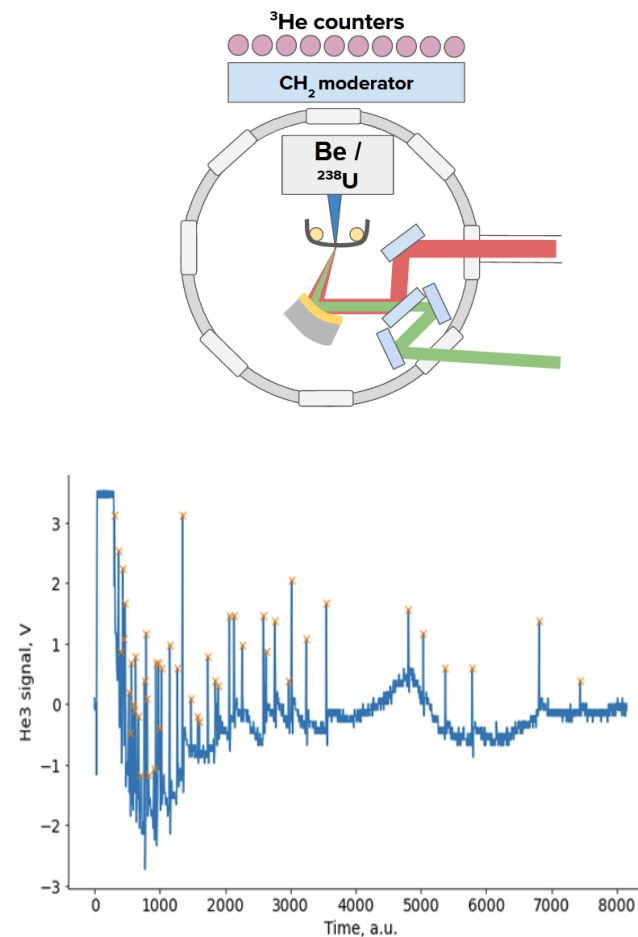 ³He counters
CH₂ moderator
Be /
²³⁸U
He3 signal, V
3
2
1
0
−1
−2
−3
0 1000 2000 3000 4000 5000 6000 7000 8000
Time, a.u.